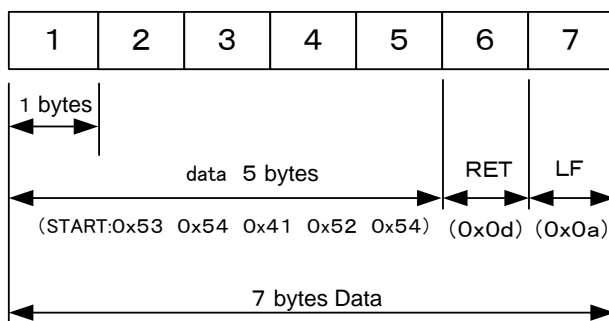 1 2 3 4 5 6 7
1 bytes
data 5 bytes RET LF
(START:0x53 0x54 0x41 0x52 0x54) (0x0d) (0x0a)
7 bytes Data